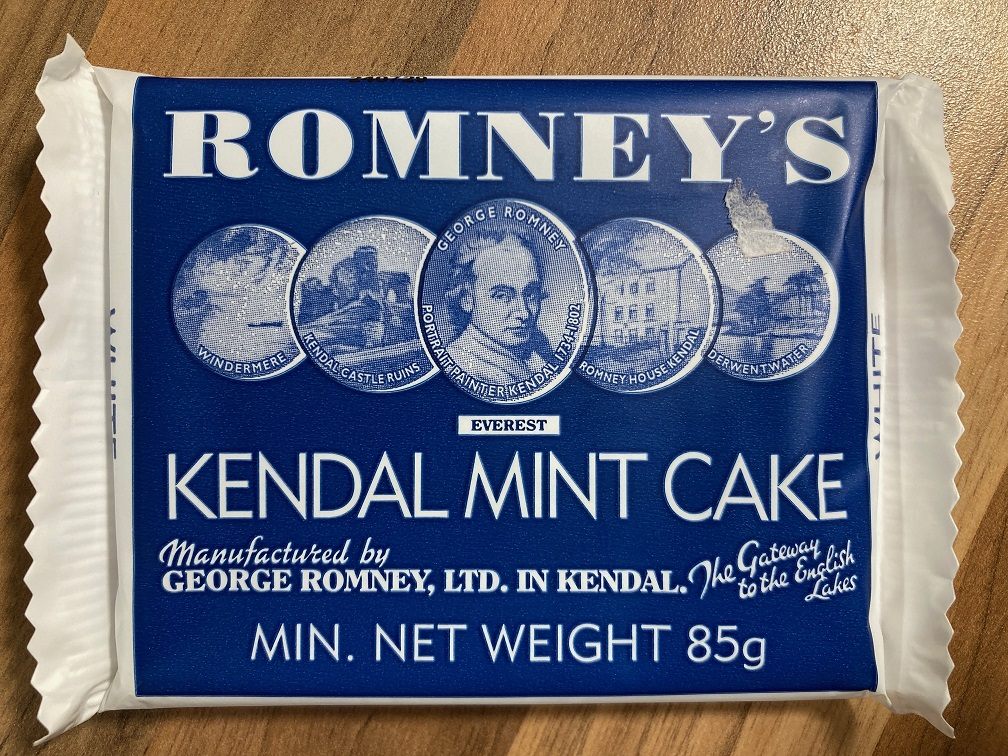 ROMNEY'S
WINDERMERE
KENDAL CASTLE RUINS
GEORGE ROMNEY
PORTRAIT PAINTER KENDAL 1734-1802
ROMNEY HOUSE KENDAL
DERWENTWATER
EVEREST
KENDAL MINT CAKE
Manufactured by
GEORGE ROMNEY, LTD. IN KENDAL.
The Gateway
to the English
Lakes
MIN. NET WEIGHT 85g
WHITE
WHITE